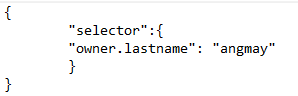 {
"selector":{
"owner.lastname": "angmay"
}
}